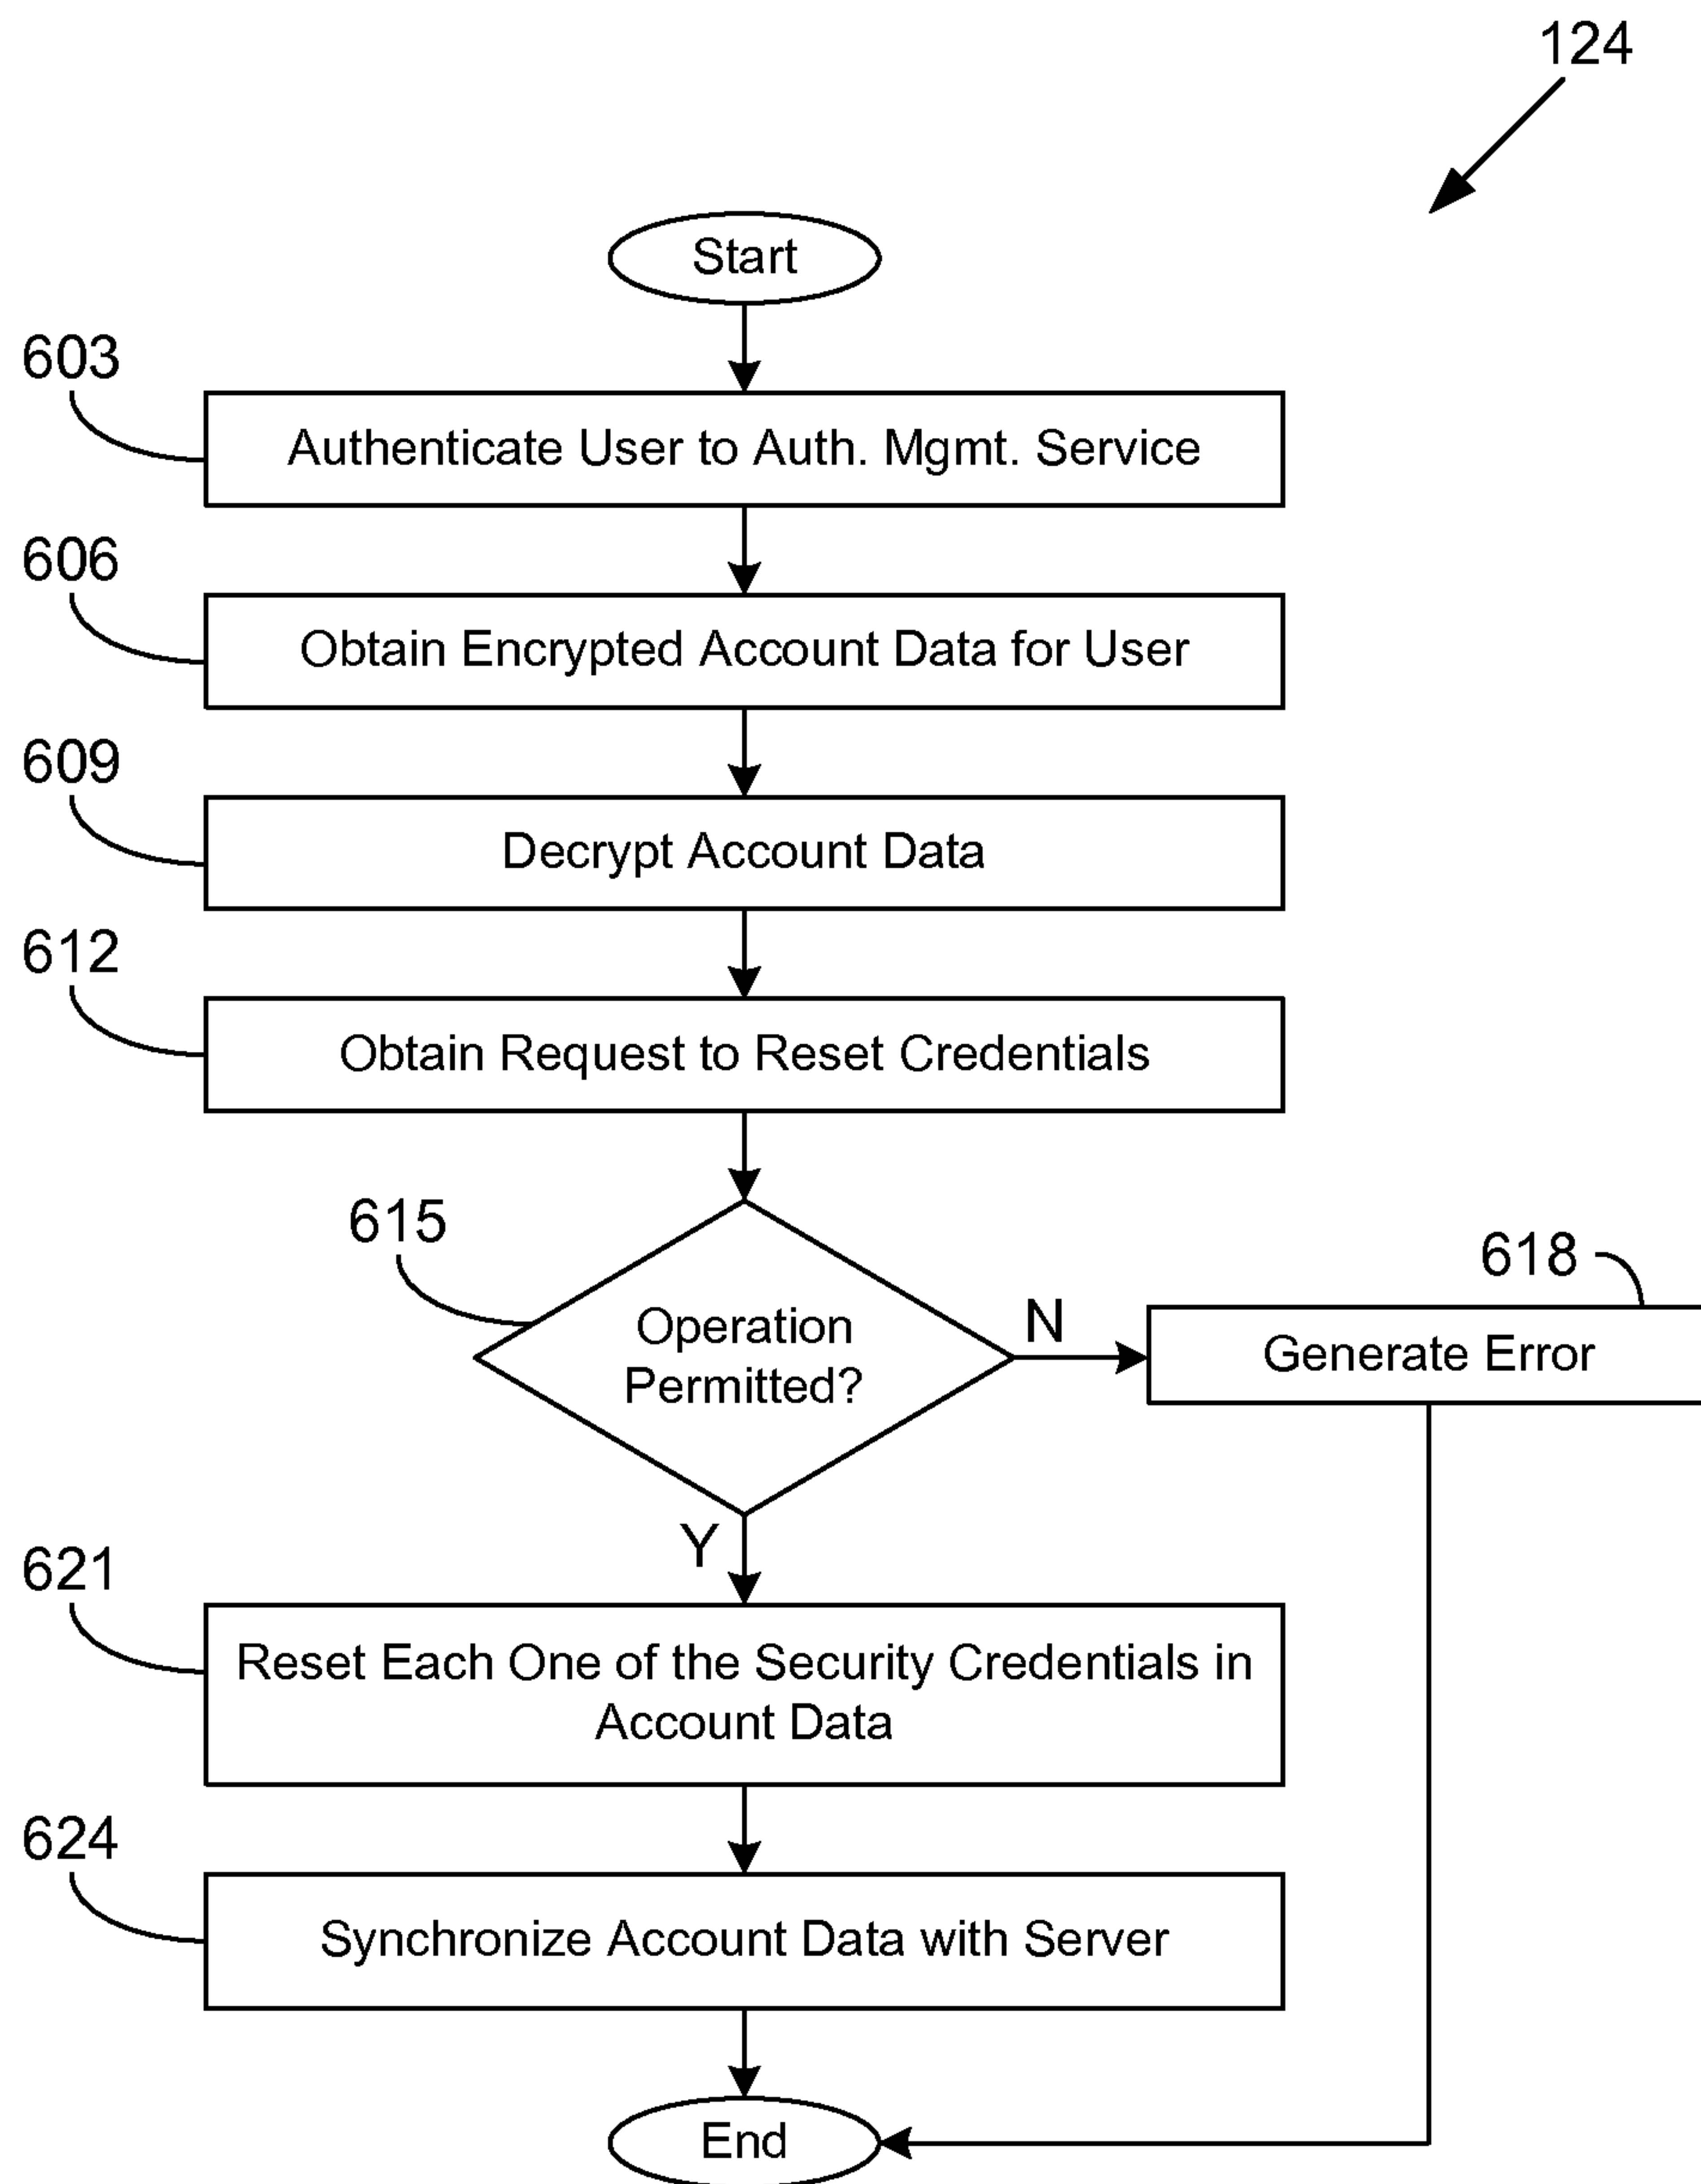 124
Start
603
Authenticate User to Auth. Mgmt. Service
606
Obtain Encrypted Account Data for User
609
Decrypt Account Data
612
Obtain Request to Reset Credentials
615
Operation
Permitted?
N
618
Generate Error
Y
621
Reset Each One of the Security Credentials in
Account Data
624
Synchronize Account Data with Server
End